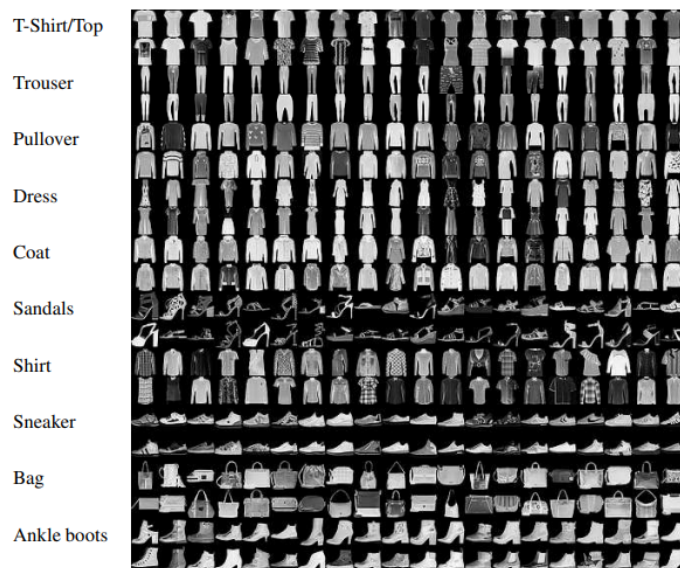 T-Shirt/Top
Trouser
Pullover
Dress
Coat
Sandals
Shirt
Sneaker
Bag
Ankle boots